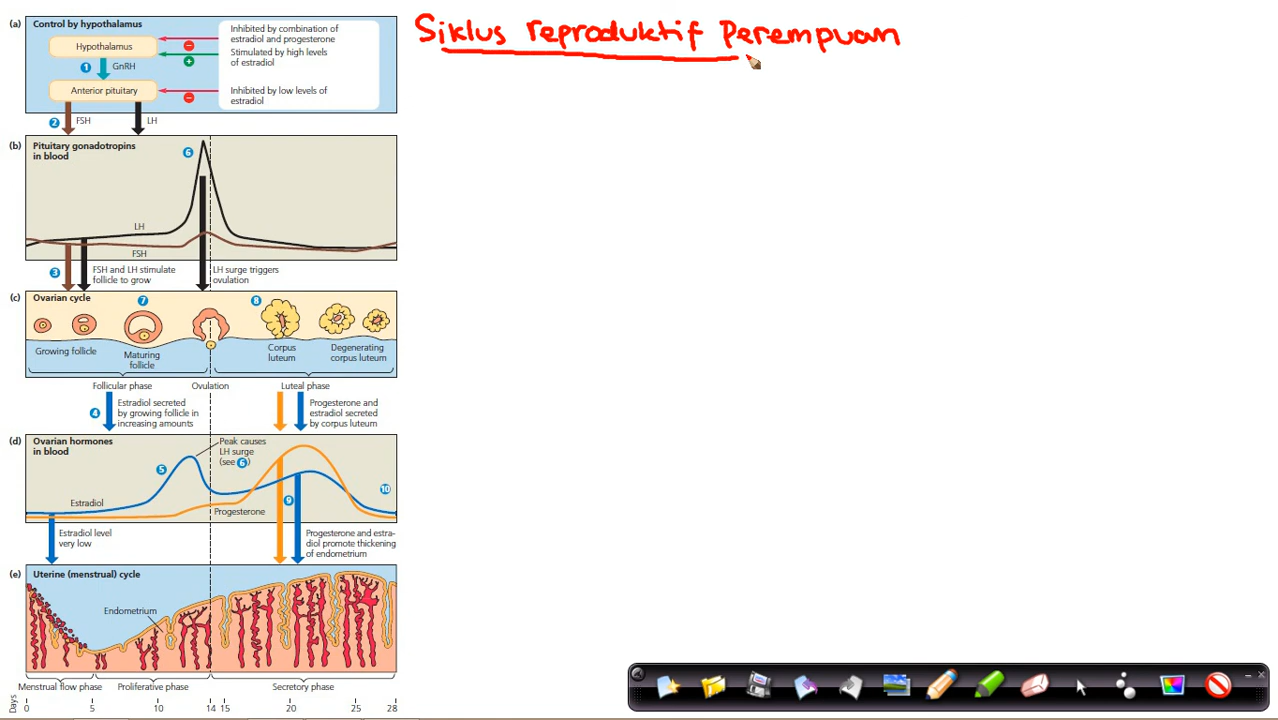 Siklus reproduktif Perempuan
(a) Control by hypothalamus
Hypothalamus
Inhibited by combination of
estradiol and progesterone
−
Stimulated by high levels
of estradiol
+
1 GnRH
Anterior pituitary
Inhibited by low levels of
estradiol
−
2 FSH LH
(b) Pituitary gonadotropins
in blood
6
LH
FSH
3 FSH and LH stimulate
follicle to grow
LH surge triggers
ovulation
(c) Ovarian cycle
7 8
Growing follicle
Maturing
follicle
Corpus
luteum
Degenerating
corpus luteum
Follicular phase Ovulation Luteal phase
4 Estradiol secreted
by growing follicle in
increasing amounts
Progesterone and
estradiol secreted
by corpus luteum
(d) Ovarian hormones
in blood
Peak causes
LH surge
(see 6)
5
10
9
Estradiol
Progesterone
Estradiol level
very low
Progesterone and estra-
diol promote thickening
of endometrium
(e) Uterine (menstrual) cycle
Endometrium
Menstrual flow phase Proliferative phase Secretory phase
Days
0 5 10 14 15 20 25 28